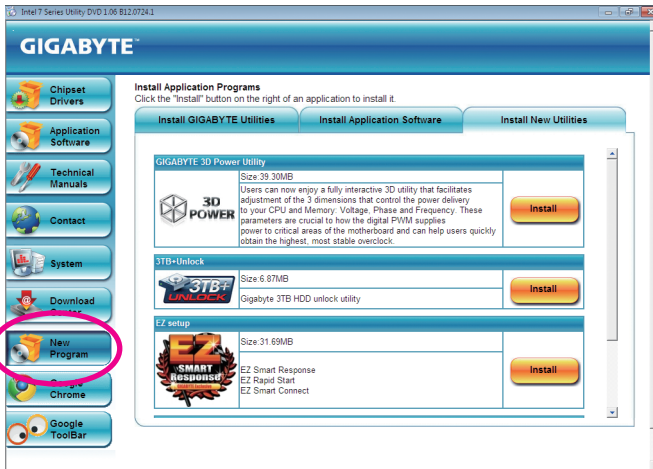 Intel 7 Series Utility DVD 1.06 B12.0724.1
GIGABYTE™
Chipset
Drivers
Application
Software
Technical
Manuals
Contact
System
Download
Center
New
Program
Google
Chrome
Google
ToolBar
Install Application Programs
Click the "Install" button on the right of an application to install it.
Install GIGABYTE Utilities
Install Application Software
Install New Utilities
GIGABYTE 3D Power Utility
3D
POWER
Size:39.30MB
Users can now enjoy a fully interactive 3D utility that facilitates
adjustment of the 3 dimensions that control the power delivery
to your CPU and Memory: Voltage, Phase and Frequency. These
parameters are crucial to how the digital PWM supplies
power to critical areas of the motherboard and can help users quickly
obtain the highest, most stable overclock.
Install
3TB+Unlock
3TB+
UNLOCK
Size:6.87MB
Gigabyte 3TB HDD unlock utility
Install
EZ setup
EZ
SMART
Response
Size:31.69MB
EZ Smart Response
EZ Rapid Start
EZ Smart Connect
Install